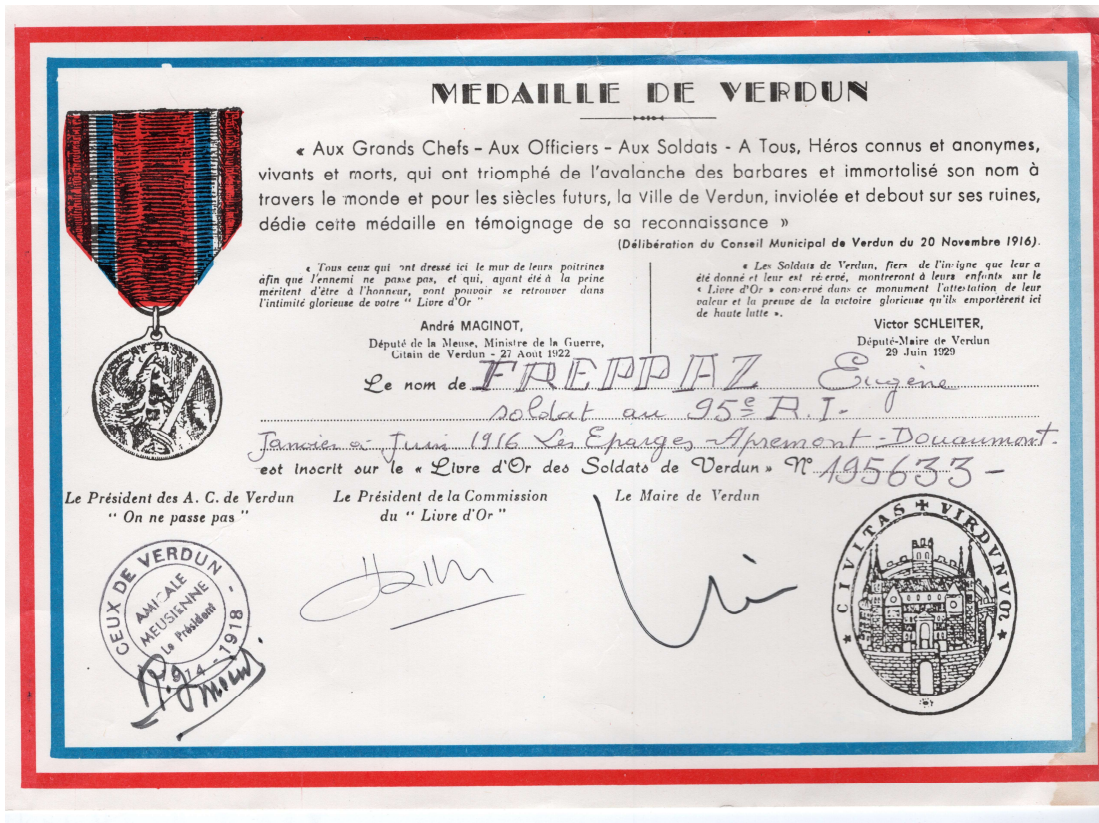 MEDAILLE DE VERDUN
« Aux Grands Chefs – Aux Officiers - Aux Soldats - A Tous, Héros connus et anonymes,
vivants et morts, qui ont triomphé de l'avalanche des barbares et immortalisé son nom à
travers le monde et pour les siècles futurs, la Ville de Verdun, inviolée et debout sur ses ruines,
dédie cette médaille en témoignage de sa reconnaissance »
(Délibération du Conseil Municipal de Verdun du 20 Novembre 1916).
« Tous ceux qui ont dressé ici le mur de leurs poitrines
afin que l'ennemi ne passe pas, et qui, ayant été à la peine
méritent d'être à l'honneur, vont pouvoir se retrouver dans
l'intimité glorieuse de votre " Livre d'Or "
André MAGINOT,
Député de la Meuse, Ministre de la Guerre,
Citain de Verdun - 27 Août 1922
« Les Soldats de Verdun, fiers de l'insigne que leur a
été donné et leur est réservé, montreront à leurs enfants sur le
« Livre d'Or » conservé dans ce monument l'attestation de leur
valeur et la preuve de la victoire glorieuse qu'ils emportèrent ici
de haute lutte ».
Victor SCHLEITER,
Député-Maire de Verdun
29 Juin 1929
ON NE PASSE PAS
Le nom de FREPPAZ Eugène
soldat au 95e R.I-
Janvier à Juin 1916 Les Eparges - Apremont - Douaumont.
est inscrit sur le « Livre d'Or des Soldats de Verdun » N° 195633 -
Le Président des A. C. de Verdun
" On ne passe pas "
Le Président de la Commission
du " Livre d'Or "
Le Maire de Verdun
CEUX DE VERDUN - 1914 - 1918 -
AMICALE
MEUSIENNE
Le Président
CIVITAS ✝ VIRDVNVM